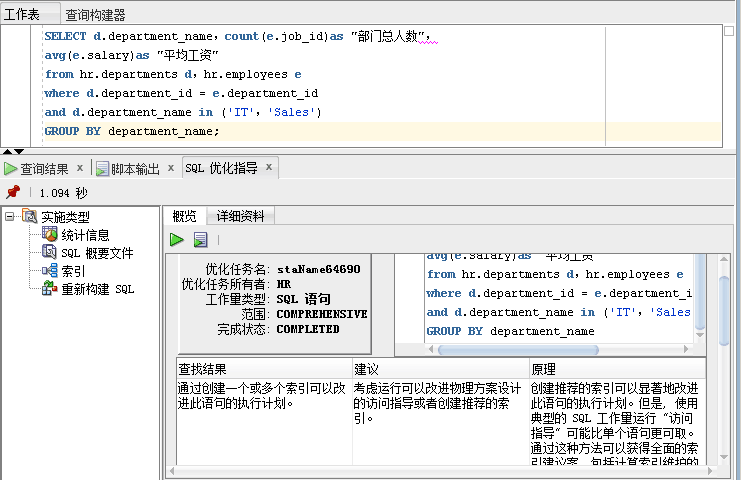 工作表 查询构建器
SELECT d.department_name，count(e.job_id)as "部门总人数"，
avg(e.salary)as "平均工资"
from hr.departments d，hr.employees e
where d.department_id = e.department_id
and d.department_name in ('IT'，'Sales')
GROUP BY department_name;
查询结果 x 脚本输出 x SQL 优化指导 x
1.094 秒
实施类型
统计信息
SQL 概要文件
索引
重新构建 SQL
概览 详细资料
优化任务名: staName64690
优化任务所有者: HR
工作量类型: SQL 语句
范围: COMPREHENSIVE
完成状态: COMPLETED
avg(e.salary)as "平均工资"
from hr.departments d，hr.employees e
where d.department_id = e.department_i
and d.department_name in ('IT'，'Sales
GROUP BY department_name
查找结果 建议 原理
通过创建一个或多个索引可以改
进此语句的执行计划。
考虑运行可以改进物理方案设计
的访问指导或者创建推荐的索
引。
创建推荐的索引可以显著地改进
此语句的执行计划。但是, 使用
典型的 SQL 工作量运行 "访问
指导" 可能比单个语句更可取。
通过这种方法可以获得全面的索
引建议案, 包括计算索引维护的